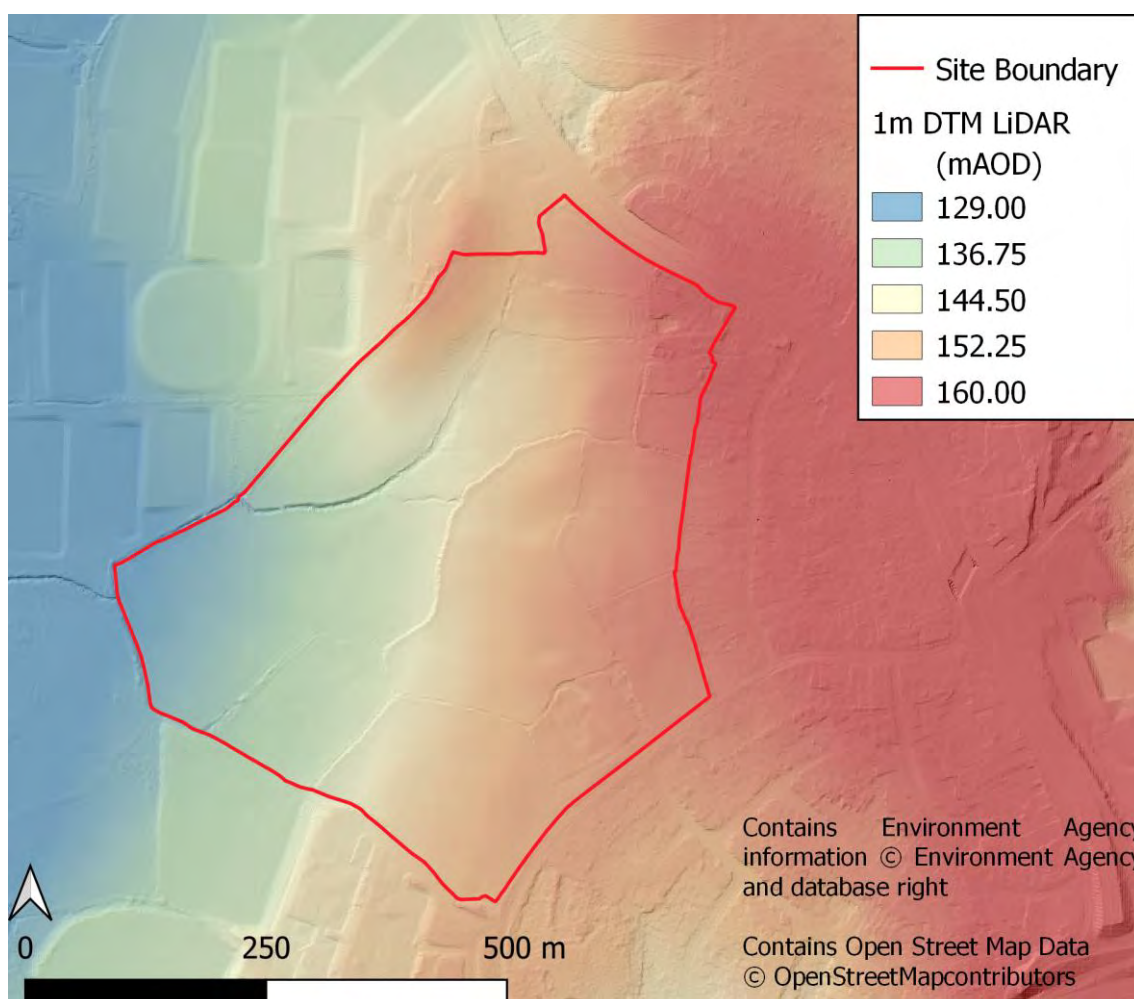 Site Boundary
1m DTM LiDAR
(mAOD)
129.00
136.75
144.50
152.25
160.00
Contains Environment Agency
information © Environment Agency
and database right
Contains Open Street Map Data
© OpenStreetMapcontributors
0 250 500 m